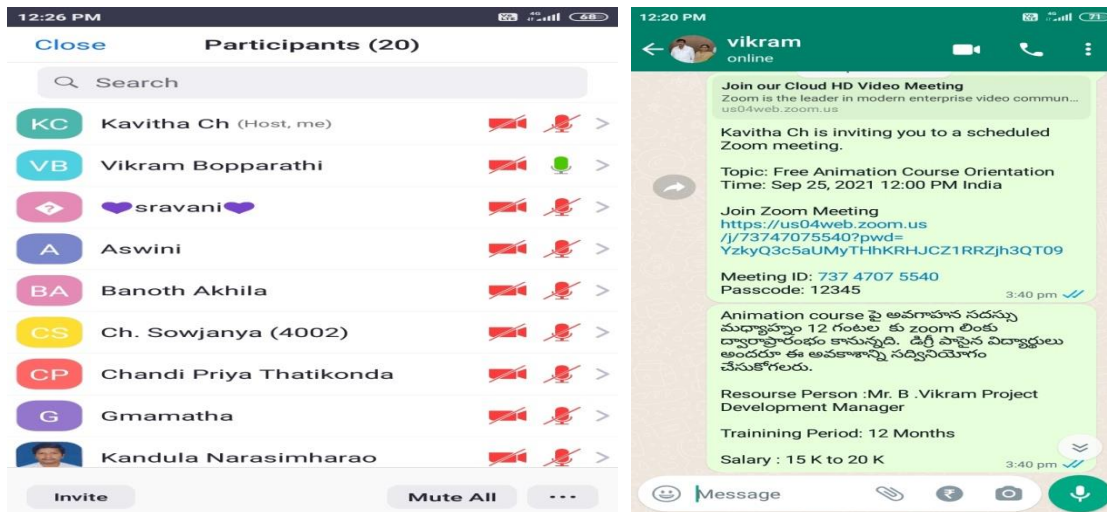 12:26 PM
4G
68
Close
Participants (20)
Search
KC
Kavitha Ch (Host, me)
VB
Vikram Bopparathi
?
💜sravani💜
A
Aswini
BA
Banoth Akhila
CS
Ch. Sowjanya (4002)
CP
Chandi Priya Thatikonda
G
Gmamatha
Kandula Narasimharao
Invite
Mute All
...
12:20 PM
4G
71
vikram
online
Join our Cloud HD Video Meeting
Zoom is the leader in modern enterprise video commun...
us04web.zoom.us
Kavitha Ch is inviting you to a scheduled
Zoom meeting.
Topic: Free Animation Course Orientation
Time: Sep 25, 2021 12:00 PM India
Join Zoom Meeting
https://us04web.zoom.us
/j/73747075540?pwd=
YzkyQ3c5aUMyTHhKRHJCZ1RRZjh3QT09
Meeting ID: 737 4707 5540
Passcode: 12345
3:40 pm
Animation course పై అవగాహన సదస్సు
మధ్యాహ్నం 12 గంటల కు zoom లింకు
ద్వారాప్రారంభం కానున్నది. డిగ్రీ పాసైన విద్యార్థులు
అందరూ ఈ అవకాశాన్ని సద్వినియోగం
చేసుకోగలరు.
Resourse Person :Mr. B .Vikram Project
Development Manager
Trainining Period: 12 Months
Salary : 15 K to 20 K
3:40 pm
Message
₹